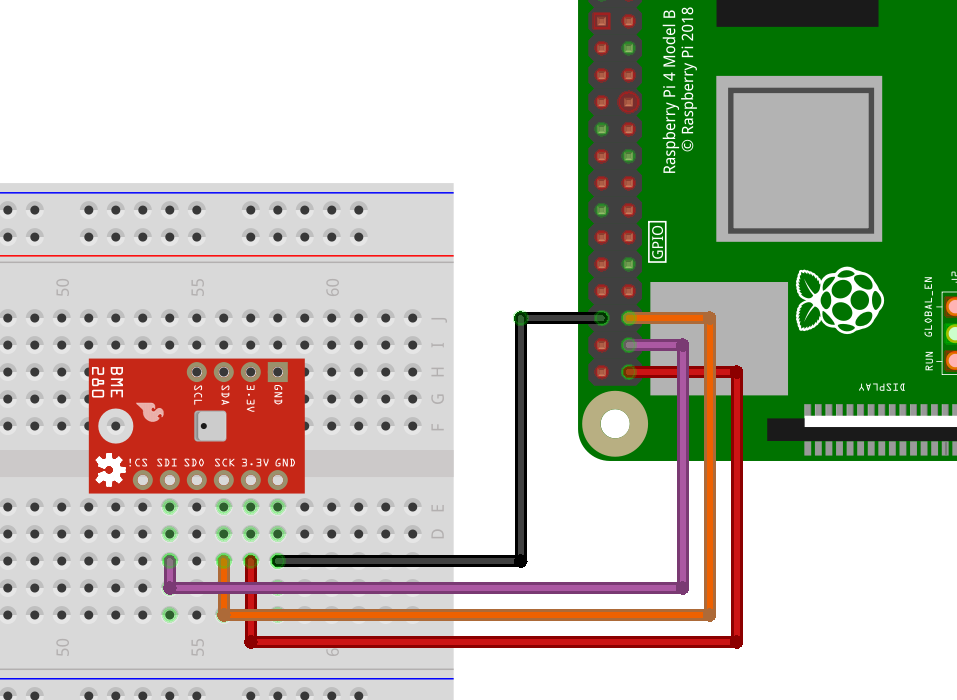 Raspberry Pi 4 Model B
© Raspberry Pi 2018
GPIO
GLOBAL_EN
RUN
J2
DISPLAY
50
55
60
J
I
H
G
F
BME
280
SCL
SDA
3.3V
GND
!CS SDI SDO SCK 3.3V GND
E
D
50
55